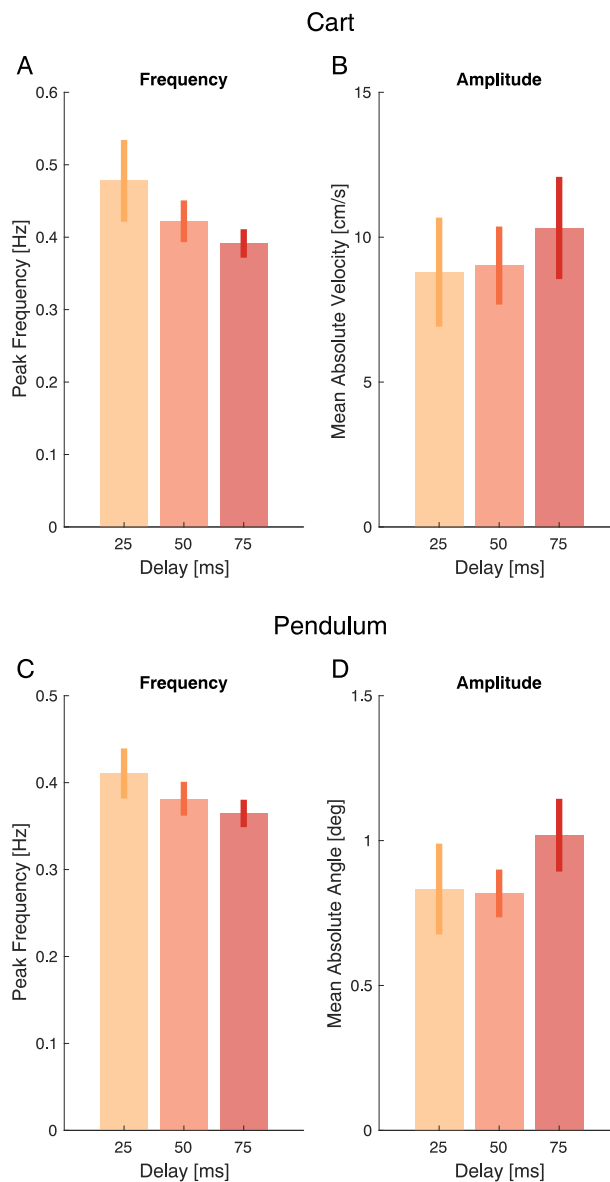 Cart
A
Frequency
0.6
0.5
0.4
0.3
0.2
0.1
0
Peak Frequency [Hz]
25 50 75
Delay [ms]
B
Amplitude
15
10
5
0
Mean Absolute Velocity [cm/s]
25 50 75
Delay [ms]
Pendulum
C
Frequency
0.5
0.4
0.3
0.2
0.1
0
Peak Frequency [Hz]
25 50 75
Delay [ms]
D
Amplitude
1.5
1
0.5
0
Mean Absolute Angle [deg]
25 50 75
Delay [ms]